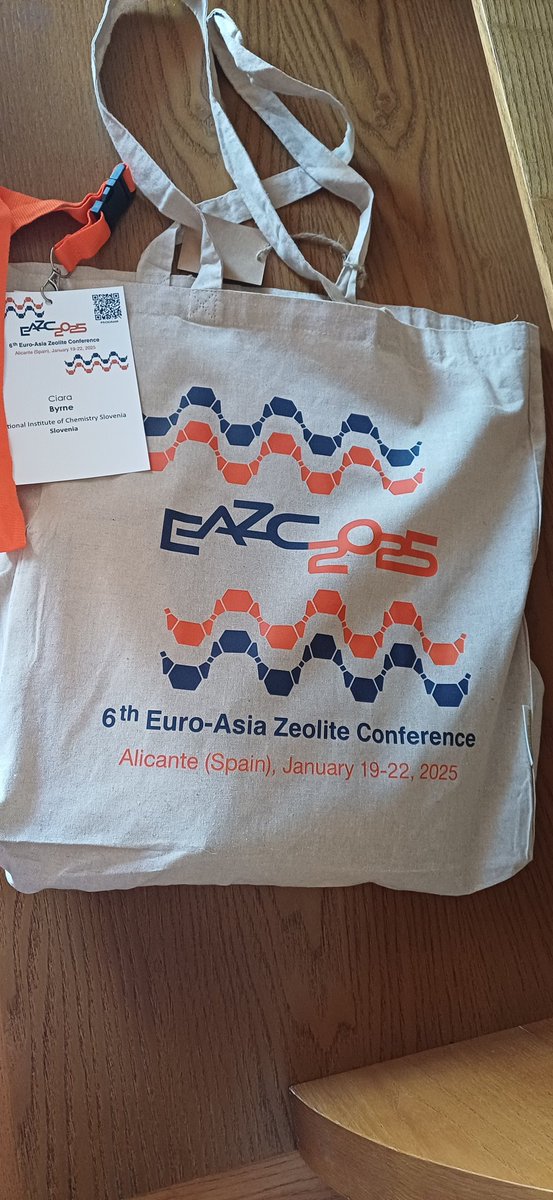 EAZC2025
6th Euro-Asia Zeolite Conference
Alicante (Spain), January 19-22, 2025
Ciara
Byrne
Institute of Chemistry Slovenia
Slovenia
EAZC2025
6th Euro-Asia Zeolite Conference
Alicante (Spain), January 19-22, 2025